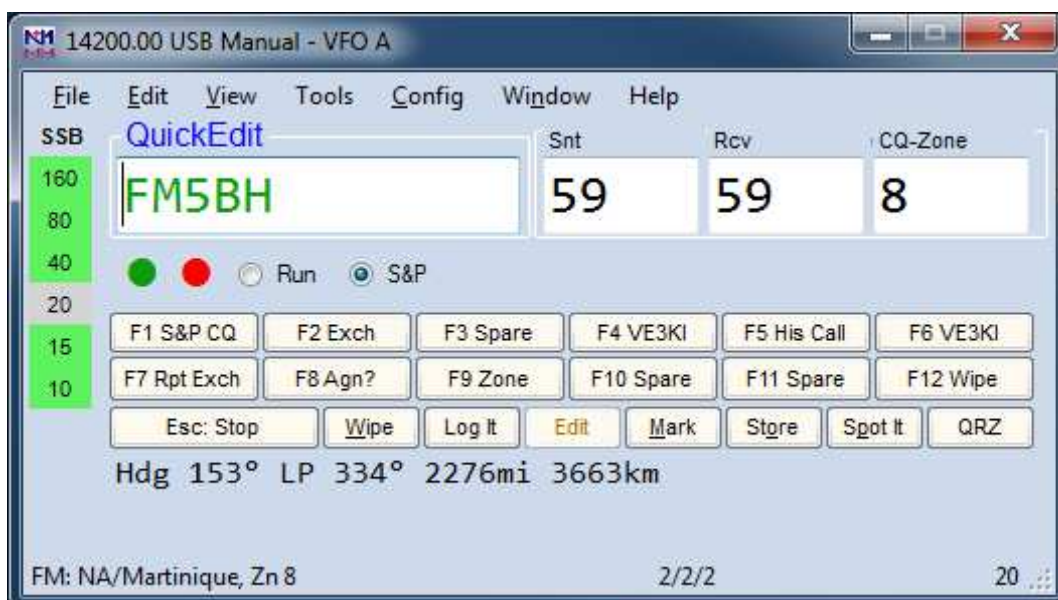 14200.00 USB Manual - VFO A
File Edit View Tools Config Window Help
SSB QuickEdit Snt Rcv CQ-Zone
160
80
FM5BH 59 59 8
40 Run S&P
20
15
10
F1 S&P CQ F2 Exch F3 Spare F4 VE3KI F5 His Call F6 VE3KI
F7 Rpt Exch F8 Agn? F9 Zone F10 Spare F11 Spare F12 Wipe
Esc: Stop Wipe Log It Edit Mark Store Spot It QRZ
Hdg 153° LP 334° 2276mi 3663km
FM: NA/Martinique, Zn 8 2/2/2 20